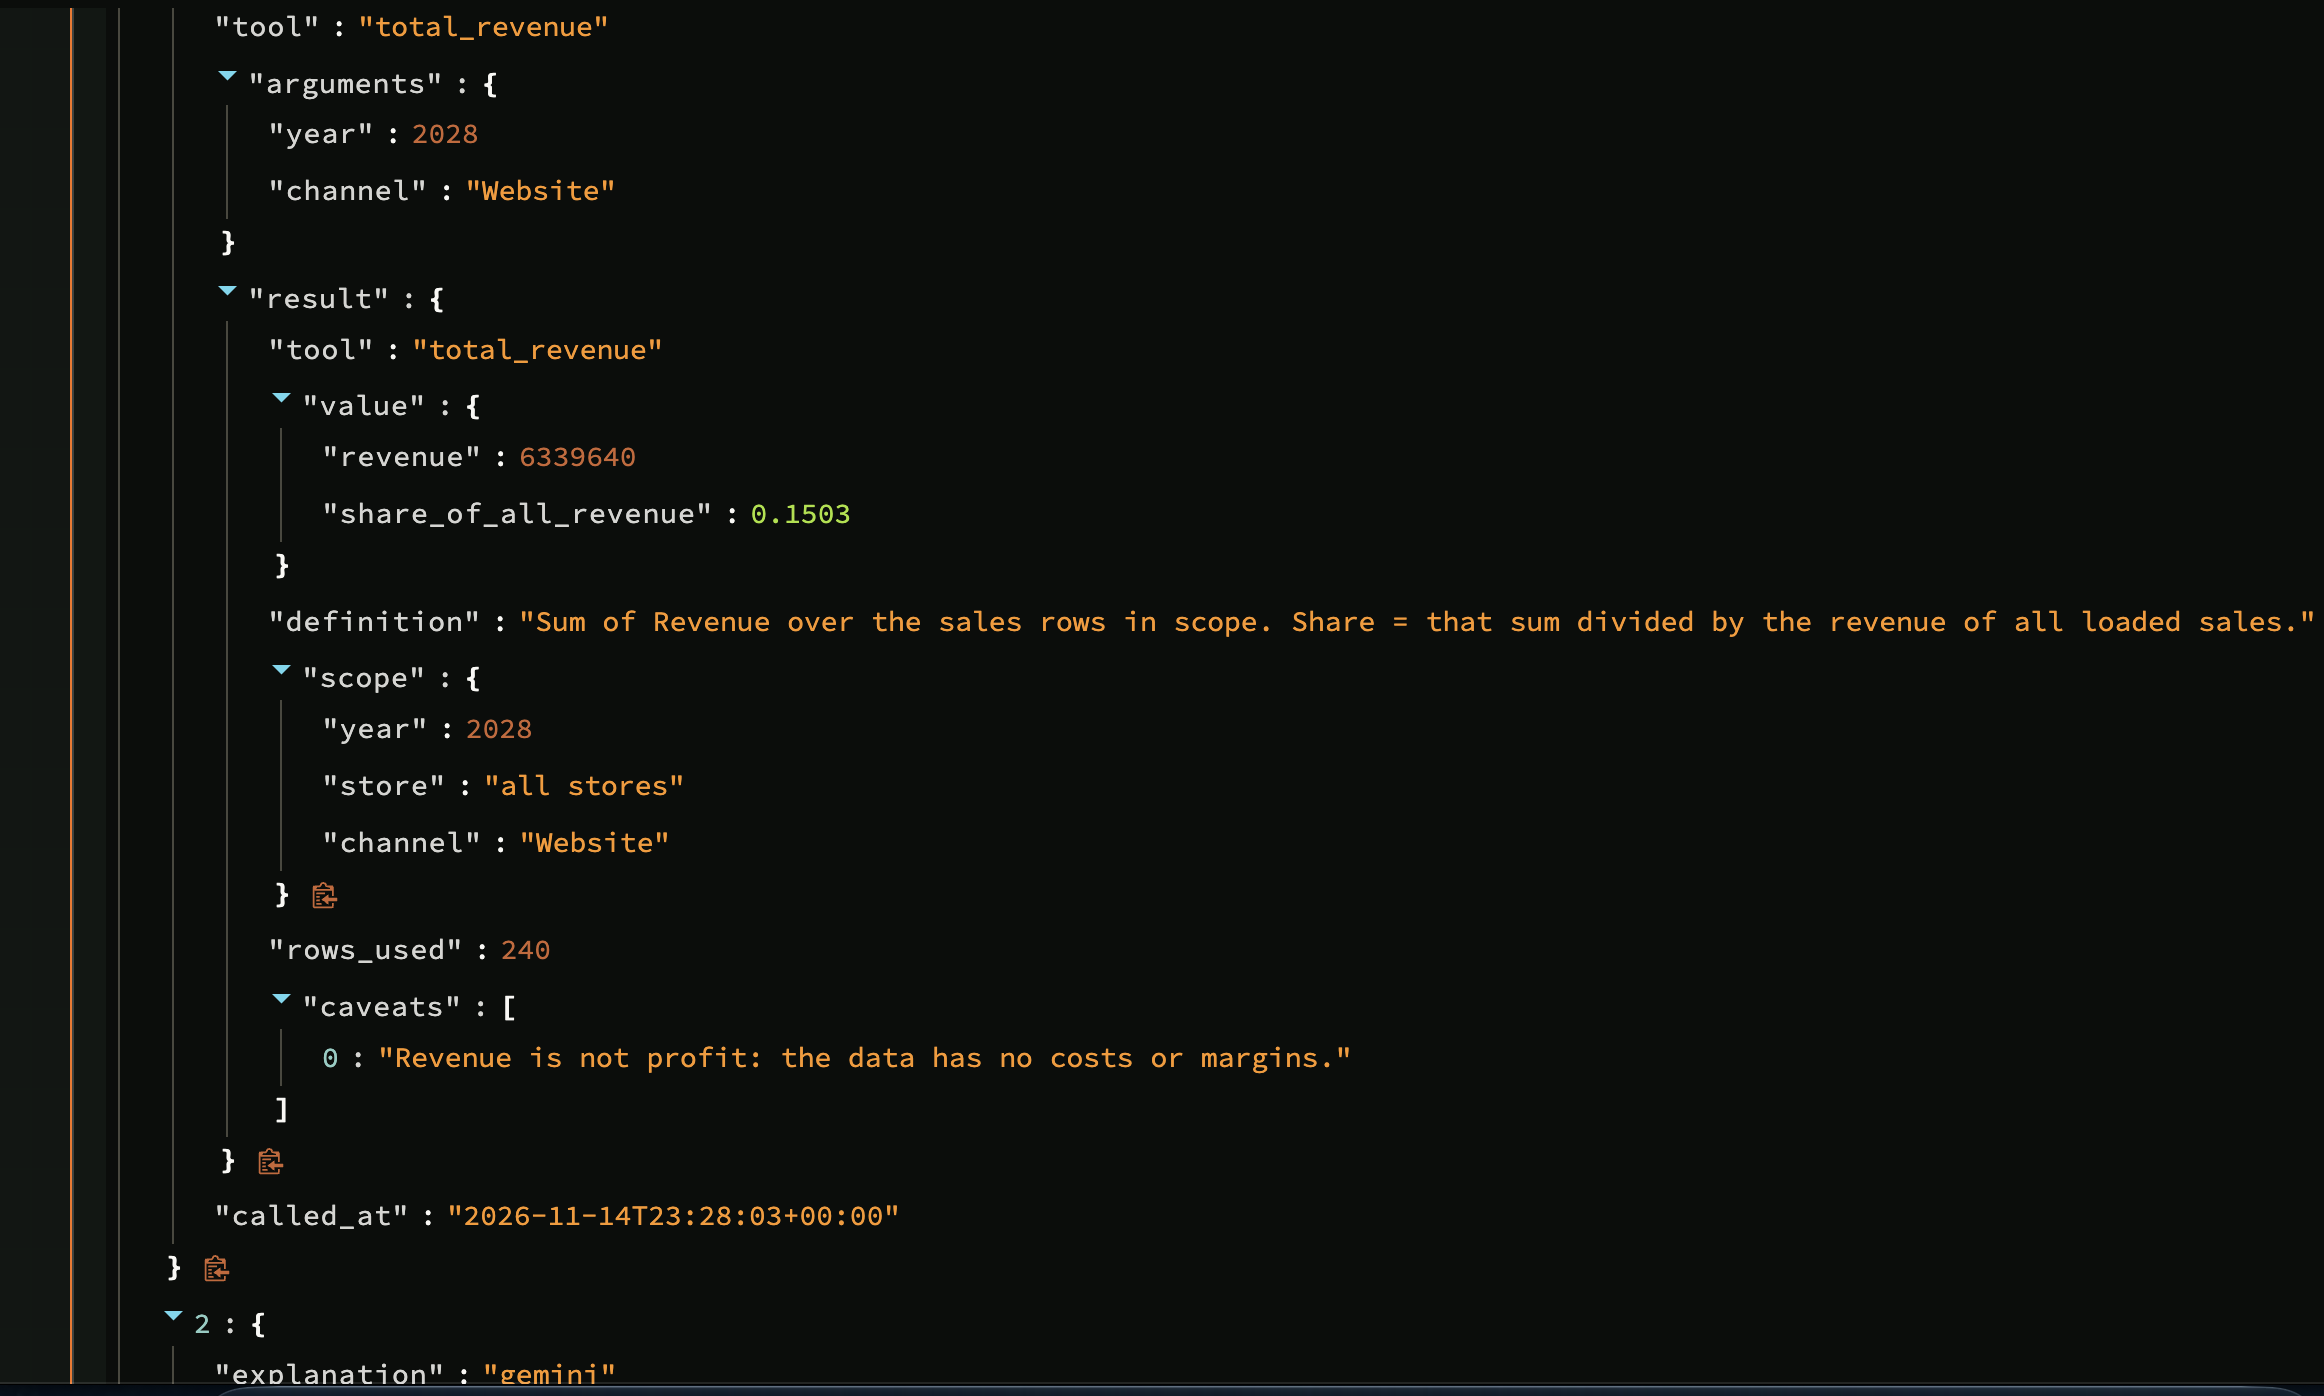 "tool" : "total_revenue"
"arguments" : {
"year" : 2028
"channel" : "Website"
}
"result" : {
"tool" : "total_revenue"
"value" : {
"revenue" : 6339640
"share_of_all_revenue" : 0.1503
}
"definition" : "Sum of Revenue over the sales rows in scope. Share = that sum divided by the revenue of all loaded sales."
"scope" : {
"year" : 2028
"store" : "all stores"
"channel" : "Website"
}
"rows_used" : 240
"caveats" : [
0 : "Revenue is not profit: the data has no costs or margins."
]
}
"called_at" : "2026-11-14T23:28:03+00:00"
}
2 : {
"explanation" : "gemini"